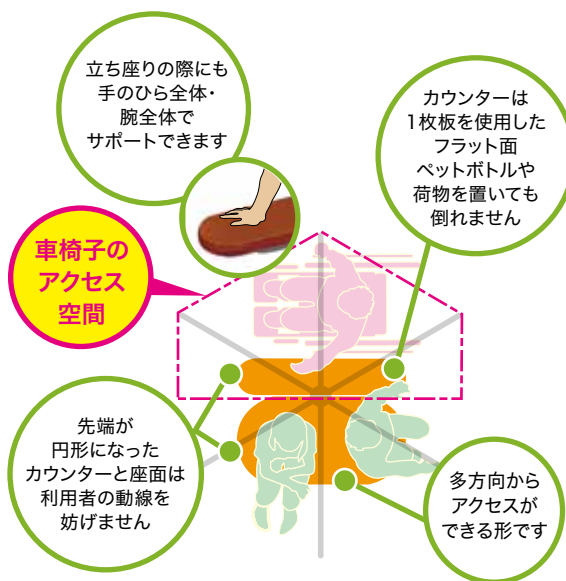 立ち座りの際にも
手のひら全体・
腕全体で
サポートできます
カウンターは
1枚板を使用した
フラット面
ペットボトルや
荷物を置いても
倒れません
車椅子の
アクセス
空間
先端が
円形になった
カウンターと座面は
利用者の動線を
妨げません
多方向から
アクセスが
できる形です